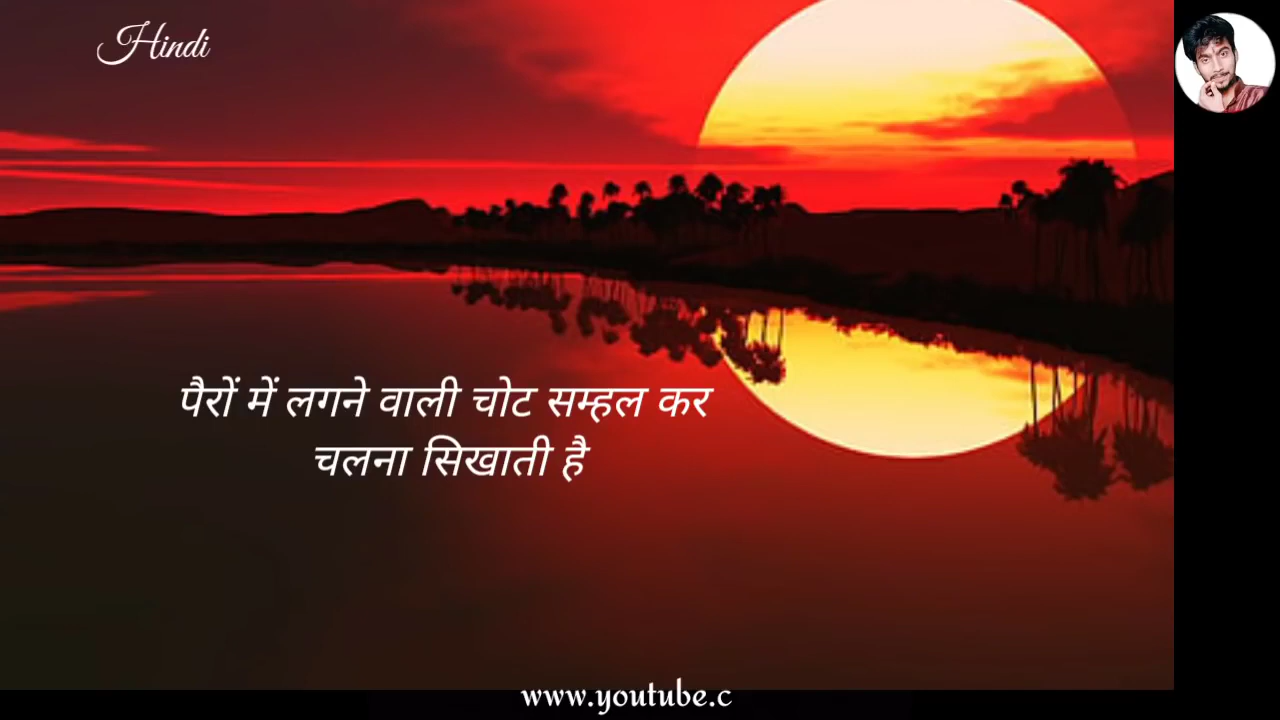 Hindi
पैरों में लगने वाली चोट सम्हल कर
चलना सिखाती है
www.youtube.c